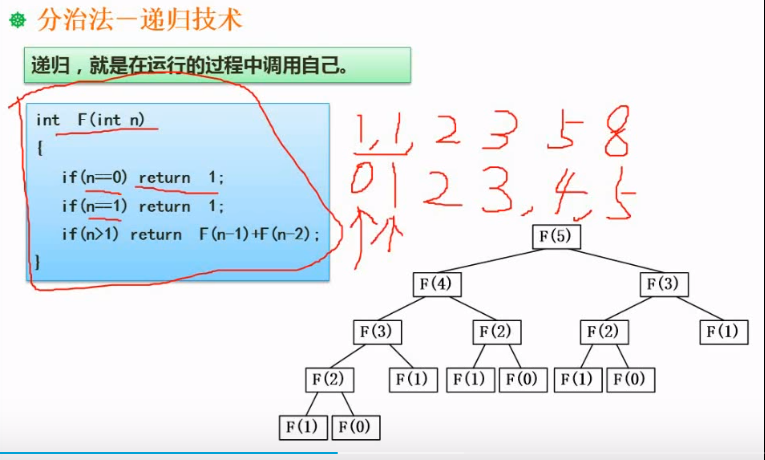 分治法－递归技术
递归，就是在运行的过程中调用自己。
int F(int n)
{
if(n==0) return 1;
if(n==1) return 1;
if(n>1) return F(n-1)+F(n-2);
}
1,1,2 3 5 8
0 1 2 3,4,5
F(5)
F(4) F(3)
F(3) F(2) F(2) F(1)
F(2) F(1) F(1) F(0) F(1) F(0)
F(1) F(0)